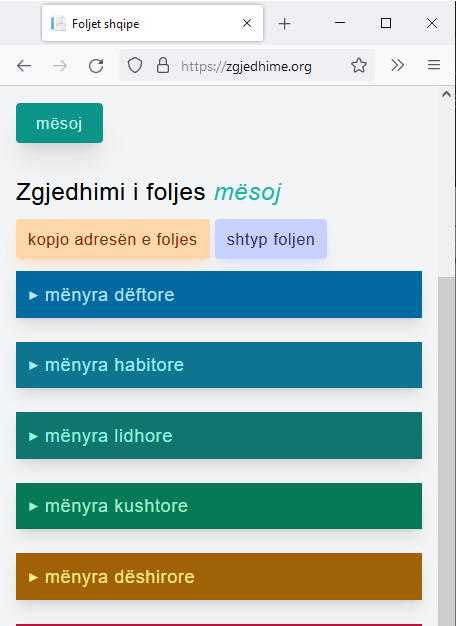 Foljet shqipe
https://zgjedhime.org
mësoj
Zgjedhimi i foljes mësoj
kopjo adresën e foljes
shtyp foljen
▸ mënyra dëftore
▸ mënyra habitore
▸ mënyra lidhore
▸ mënyra kushtore
▸ mënyra dëshirore